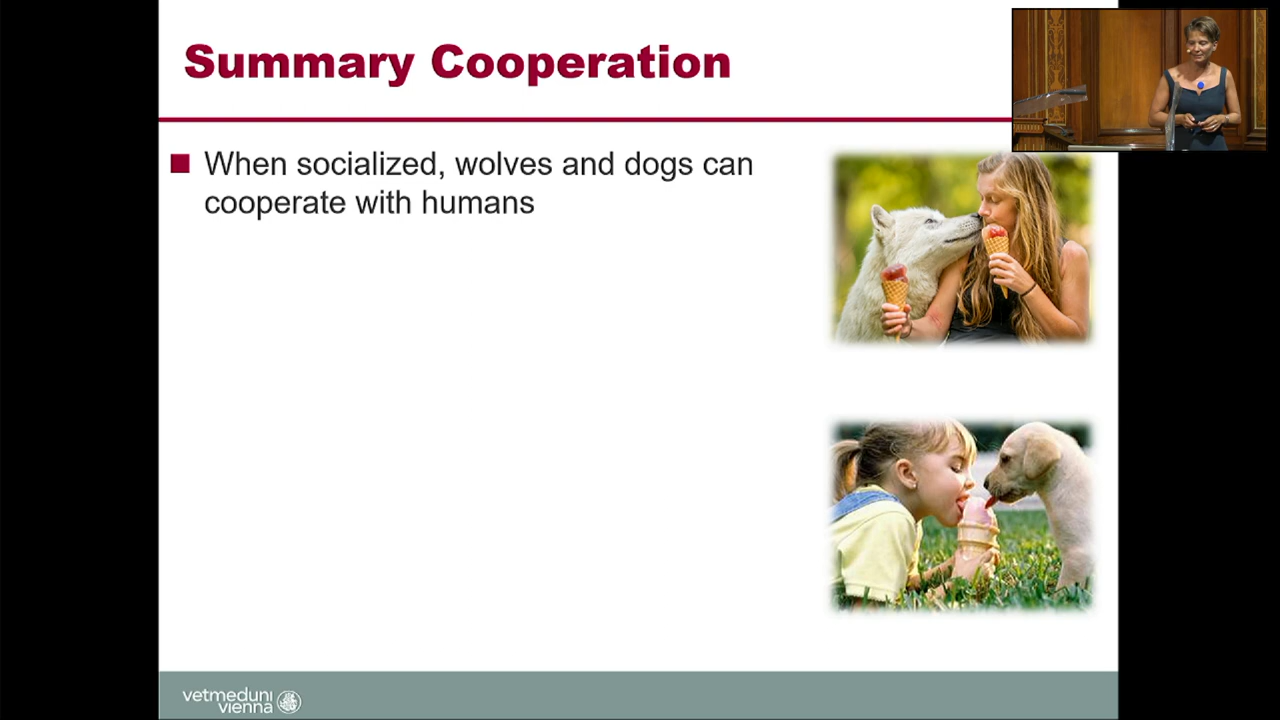 Summary Cooperation
When socialized, wolves and dogs can
cooperate with humans
vetmeduni
vienna